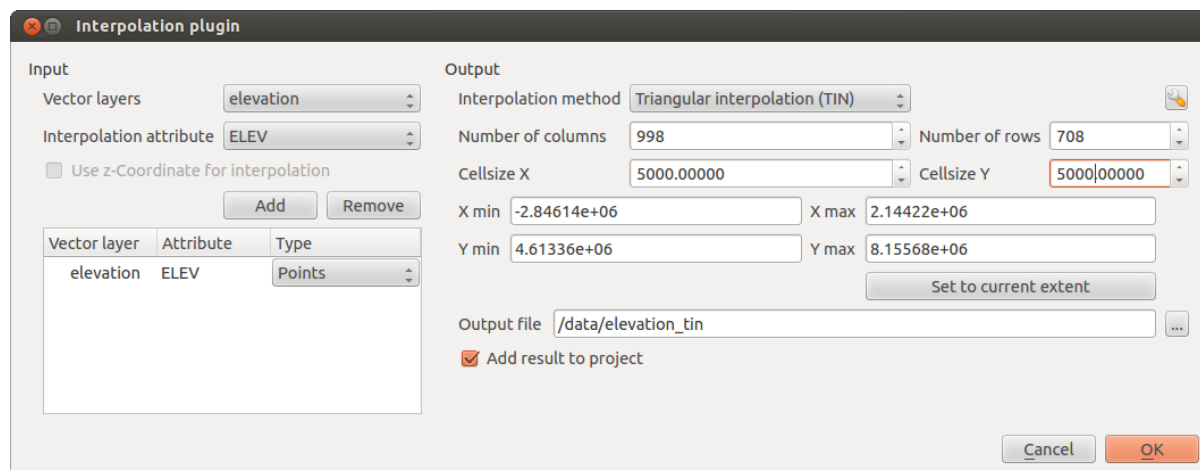 Interpolation plugin
Input
Vector layers elevation
Interpolation attribute ELEV
Use z-Coordinate for interpolation
Add Remove
Vector layer Attribute Type
elevation ELEV Points
Output
Interpolation method Triangular interpolation (TIN)
Number of columns 998 Number of rows 708
Cellsize X 5000.00000 Cellsize Y 5000.00000
X min -2.84614e+06 X max 2.14422e+06
Y min 4.61336e+06 Y max 8.15568e+06
Set to current extent
Output file /data/elevation_tin ...
Add result to project
Cancel OK